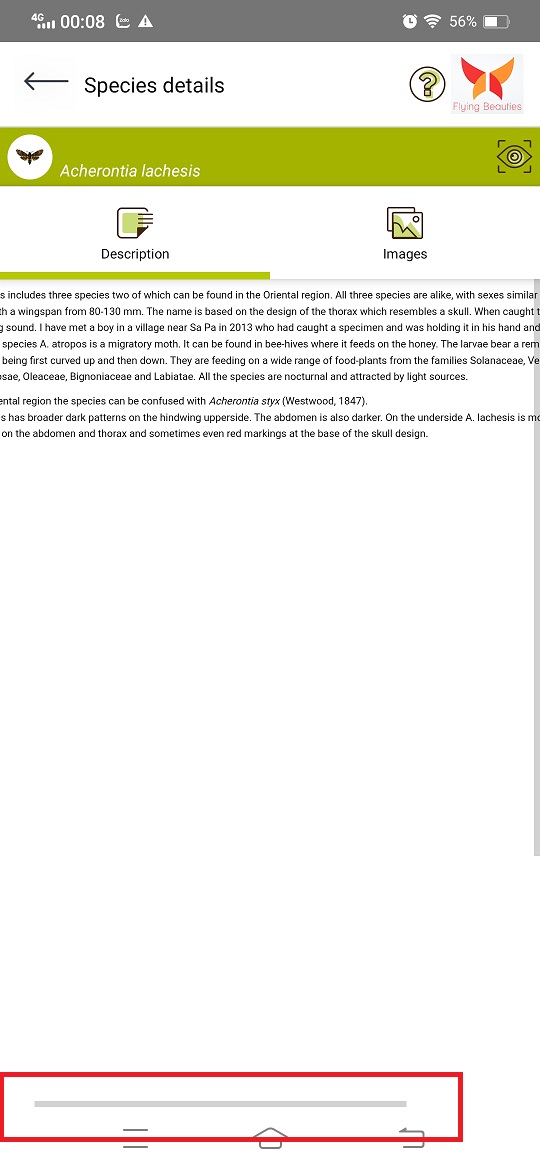 4G 00:08 Zalo 56%
Species details
Flying Beauties
Acherontia lachesis
Description Images
s includes three species two of which can be found in the Oriental region. All three species are alike, with sexes similar
th a wingspan from 80-130 mm. The name is based on the design of the thorax which resembles a skull. When caught t
g sound. I have met a boy in a village near Sa Pa in 2013 who had caught a specimen and was holding it in his hand and
species A. atropos is a migratory moth. It can be found in bee-hives where it feeds on the honey. The larvae bear a rem
being first curved up and then down. They are feeding on a wide range of food-plants from the families Solanaceae, Ve
osae, Oleaceae, Bignoniaceae and Labiatae. All the species are nocturnal and attracted by light sources.
ental region the species can be confused with Acherontia styx (Westwood, 1847).
s has broader dark patterns on the hindwing upperside. The abdomen is also darker. On the underside A. lachesis is mo
on the abdomen and thorax and sometimes even red markings at the base of the skull design.